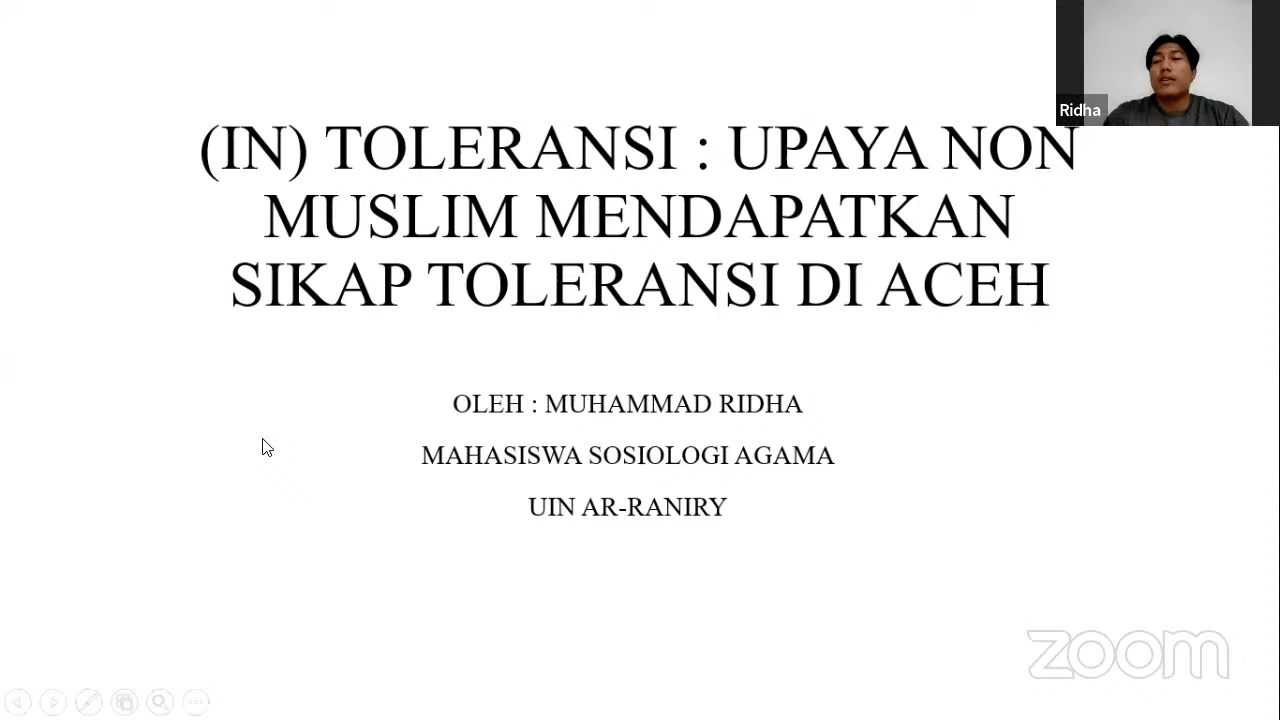 Ridha
(IN) TOLERANSI : UPAYA NON
MUSLIM MENDAPATKAN
SIKAP TOLERANSI DI ACEH
OLEH : MUHAMMAD RIDHA
MAHASISWA SOSIOLOGI AGAMA
UIN AR-RANIRY
zoom